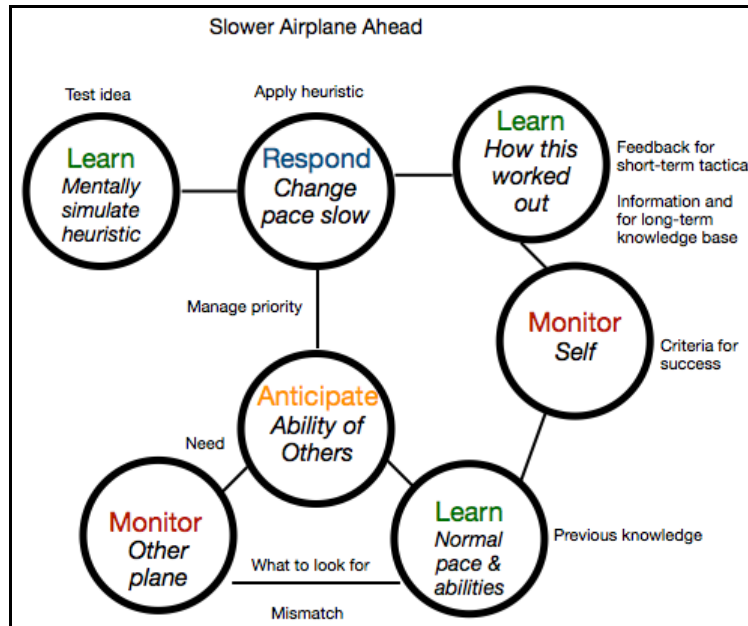 Slower Airplane Ahead
Test idea
Apply heuristic
Learn
Mentally
simulate
heuristic
Respond
Change
pace slow
Learn
How this
worked
out
Feedback for
short-term tactica
Information and
for long-term
knowledge base
Manage priority
Monitor
Self
Criteria for
success
Anticipate
Ability of
Others
Need
Monitor
Other
plane
What to look for
Mismatch
Learn
Normal
pace &
abilities
Previous knowledge